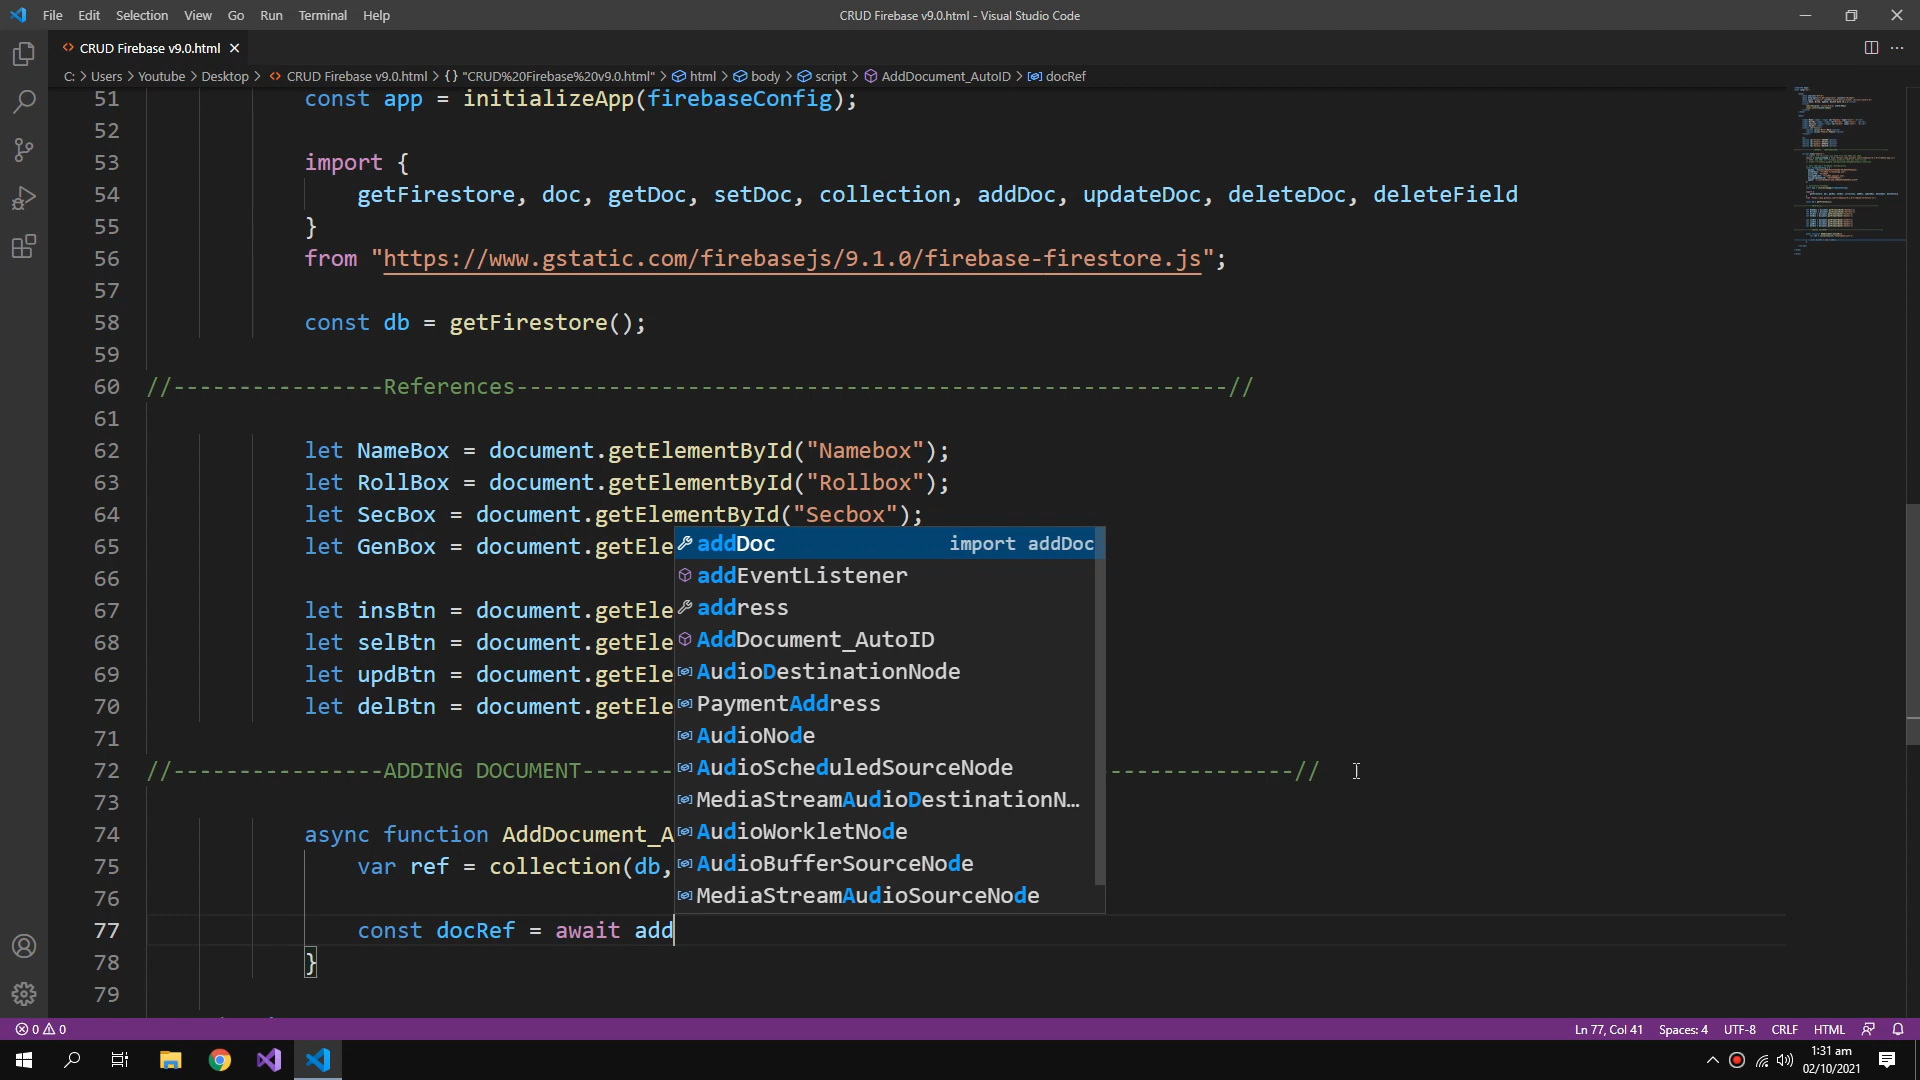 File Edit Selection View Go Run Terminal Help
CRUD Firebase v9.0.html - Visual Studio Code
<> CRUD Firebase v9.0.html ×
C: > Users > Youtube > Desktop > <> CRUD Firebase v9.0.html > {} "CRUD%20Firebase%20v9.0.html" > html > body > script > AddDocument_AutoID > docRef
51 const app = initializeApp(firebaseConfig);
52
53 import {
54 getFirestore, doc, getDoc, setDoc, collection, addDoc, updateDoc, deleteDoc, deleteField
55 }
56 from "https://www.gstatic.com/firebasejs/9.1.0/firebase-firestore.js";
57
58 const db = getFirestore();
59
60 //----------------References------------------------------------------------------//
61
62 let NameBox = document.getElementById("Namebox");
63 let RollBox = document.getElementById("Rollbox");
64 let SecBox = document.getElementById("Secbox");
65 let GenBox = document.getEle
66
67 let insBtn = document.getEle
68 let selBtn = document.getEle
69 let updBtn = document.getEle
70 let delBtn = document.getEle
71
72 //----------------ADDING DOCUMENT------- --------------//
73
74 async function AddDocument_A
75 var ref = collection(db,
76
77 const docRef = await add
78 }
79
addDoc import addDoc
addEventListener
address
AddDocument_AutoID
AudioDestinationNode
PaymentAddress
AudioNode
AudioScheduledSourceNode
MediaStreamAudioDestinationN...
AudioWorkletNode
AudioBufferSourceNode
MediaStreamAudioSourceNode
0 0
Ln 77, Col 41 Spaces: 4 UTF-8 CRLF HTML
1:31 am
02/10/2021